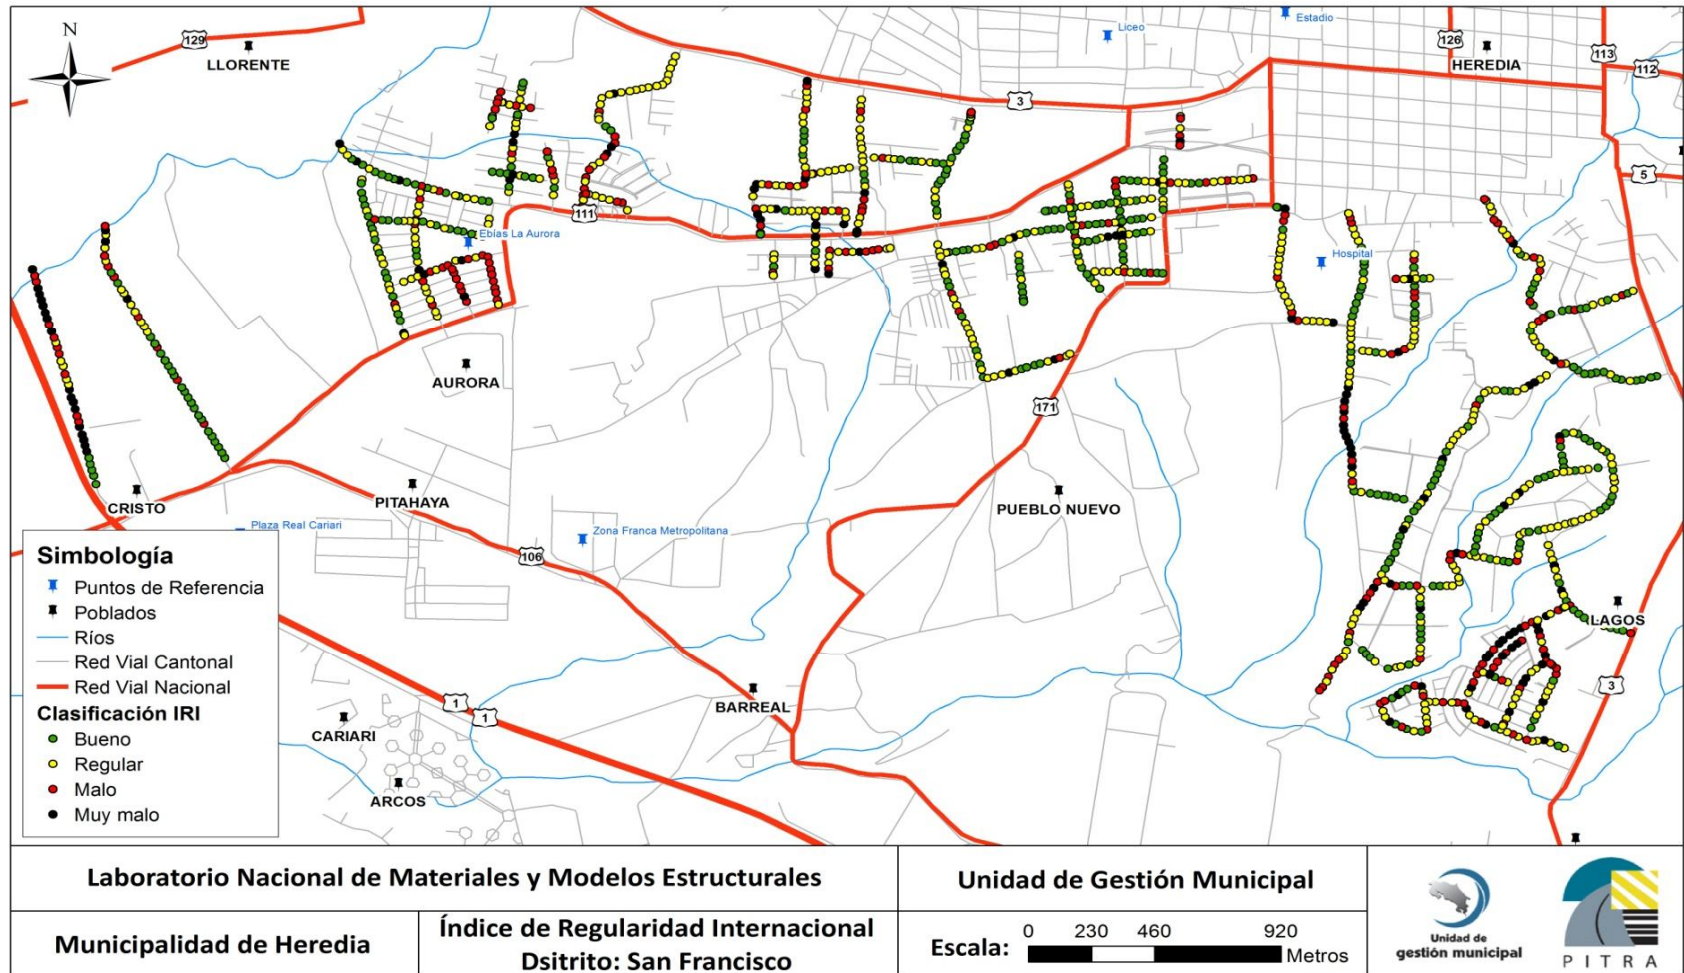 N
129
LLORENTE
Liceo
Estadio
126
HEREDIA
113
112
3
5
111
Ebías La Aurora
Hospital
AURORA
171
CRISTO
PITAHAYA
PUEBLO NUEVO
Plaza Real Cariari
Zona Franca Metropolitana
106
LAGOS
3
BARREAL
1
1
CARIARI
ARCOS
Simbología
Puntos de Referencia
Poblados
Ríos
Red Vial Cantonal
Red Vial Nacional
Clasificación IRI
Bueno
Regular
Malo
Muy malo
Laboratorio Nacional de Materiales y Modelos Estructurales
Unidad de Gestión Municipal
Municipalidad de Heredia
Índice de Regularidad Internacional
Dsitrito: San Francisco
Escala:
0 230 460 920
Metros
Unidad de
gestión municipal
PITRA